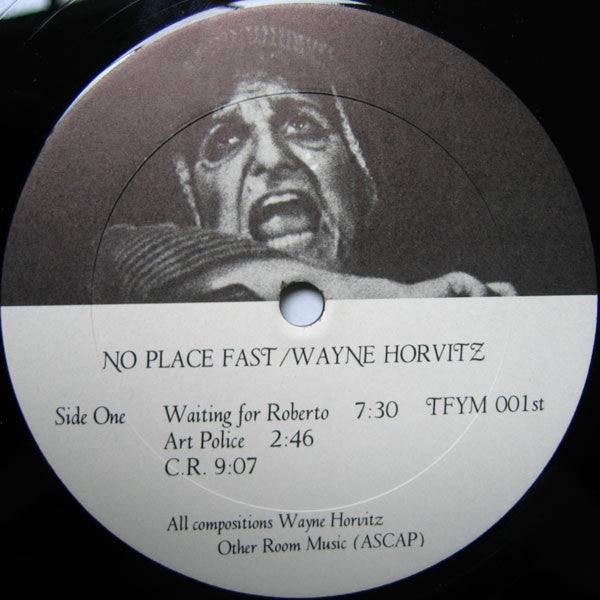 NO PLACE FAST/WAYNE HORVITZ
Side One Waiting for Roberto 7:30 TFYM 001st
Art Police 2:46
C.R. 9:07
All compositions Wayne Horvitz
Other Room Music (ASCAP)